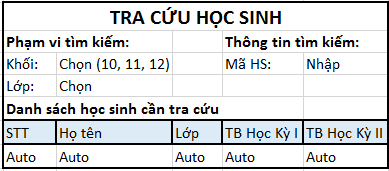 TRA CỨU HỌC SINH
Phạm vi tìm kiếm: Thông tin tìm kiếm:
Khối: Chọn (10, 11, 12) Mã HS: Nhập
Lớp: Chọn
Danh sách học sinh cần tra cứu
STT Họ tên Lớp TB Học Kỳ I TB Học Kỳ II
Auto Auto Auto Auto Auto